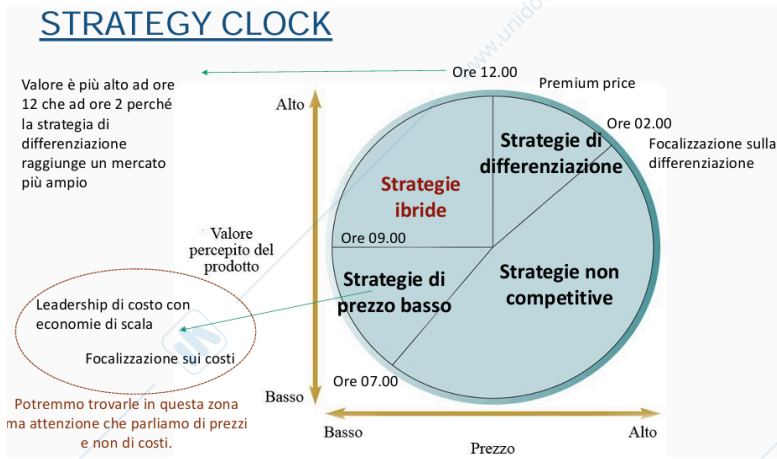 STRATEGY CLOCK
www.unido
Valore è più alto ad ore
12 che ad ore 2 perché
la strategia di
differenziazione
raggiunge un mercato
più ampio
Ore 12.00
Premium price
Alto
Ore 02.00
Strategie di
differenziazione
Focalizzazione sulla
differenziazione
Strategie
ibride
Valore
percepito del
prodotto
Ore 09.00
Strategie di
prezzo basso
Strategie non
competitive
Leadership di costo con
economie di scala
Focalizzazione sui costi
Ore 07.00
Basso
Potremmo trovarle in questa zona
ma attenzione che parliamo di prezzi
e non di costi.
Basso
Alto
Prezzo